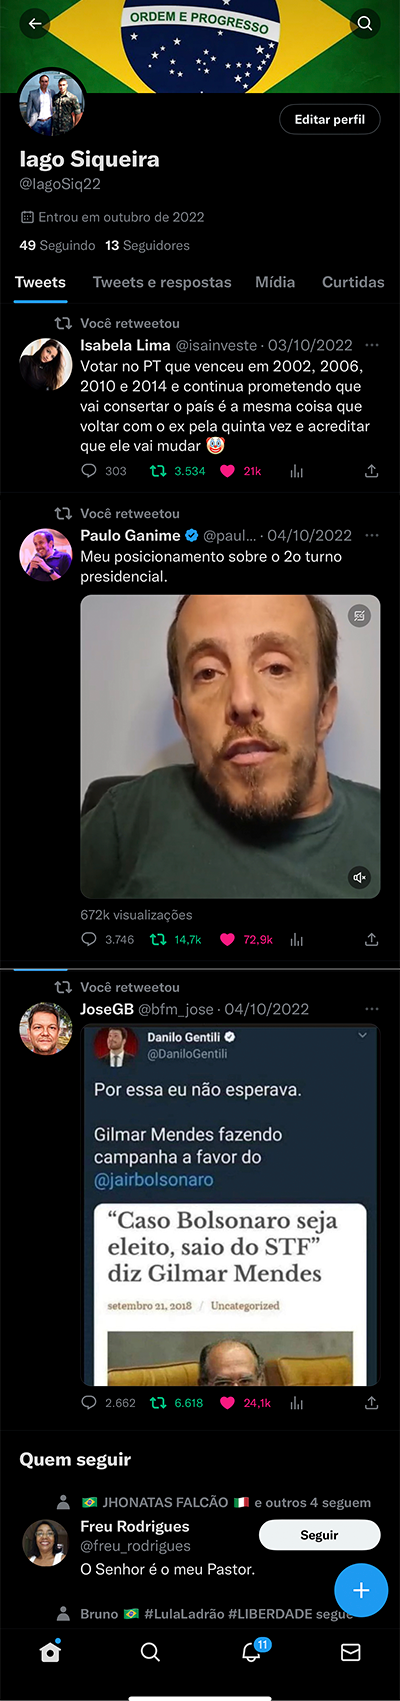 ORDEM E PROGRESSO
Editar perfil
Iago Siqueira
@IagoSiq22
Entrou em outubro de 2022
49 Seguindo 13 Seguidores
Tweets Tweets e respostas Mídia Curtidas
Você retweetou
Isabela Lima @isainveste · 03/10/2022
Votar no PT que venceu em 2002, 2006,
2010 e 2014 e continua prometendo que
vai consertar o país é a mesma coisa que
voltar com o ex pela quinta vez e acreditar
que ele vai mudar 🤡
303 3.534 21k
Você retweetou
Paulo Ganime @paul... · 04/10/2022
Meu posicionamento sobre o 2o turno
presidencial.
672k visualizações
3.746 14,7k 72,9k
Você retweetou
JoseGB @bfm_jose · 04/10/2022
Danilo Gentili
@DaniloGentili
Por essa eu não esperava.
Gilmar Mendes fazendo
campanha a favor do
@jairbolsonaro
“Caso Bolsonaro seja
eleito, saio do STF”
diz Gilmar Mendes
setembro 21, 2018 / Uncategorized
2.662 6.618 24,1k
Quem seguir
🇧🇷 JHONATAS FALCÃO 🇮🇹 e outros 4 seguem
Freu Rodrigues
@freu_rodrigues
Seguir
O Senhor é o meu Pastor.
Bruno 🇧🇷 #LulaLadrão #LIBERDADE segue
11